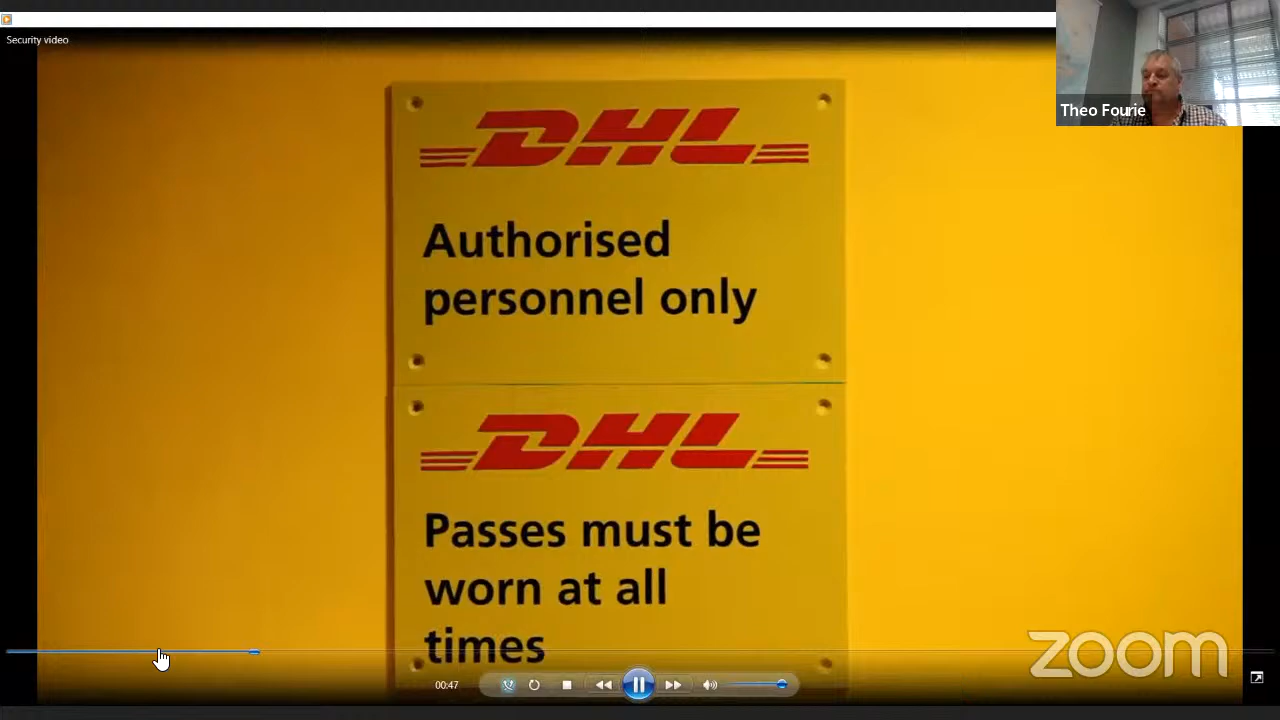 Security video
Theo Fourie
DHL
Authorised
personnel only
DHL
Passes must be
worn at all
times
00:47
zoom